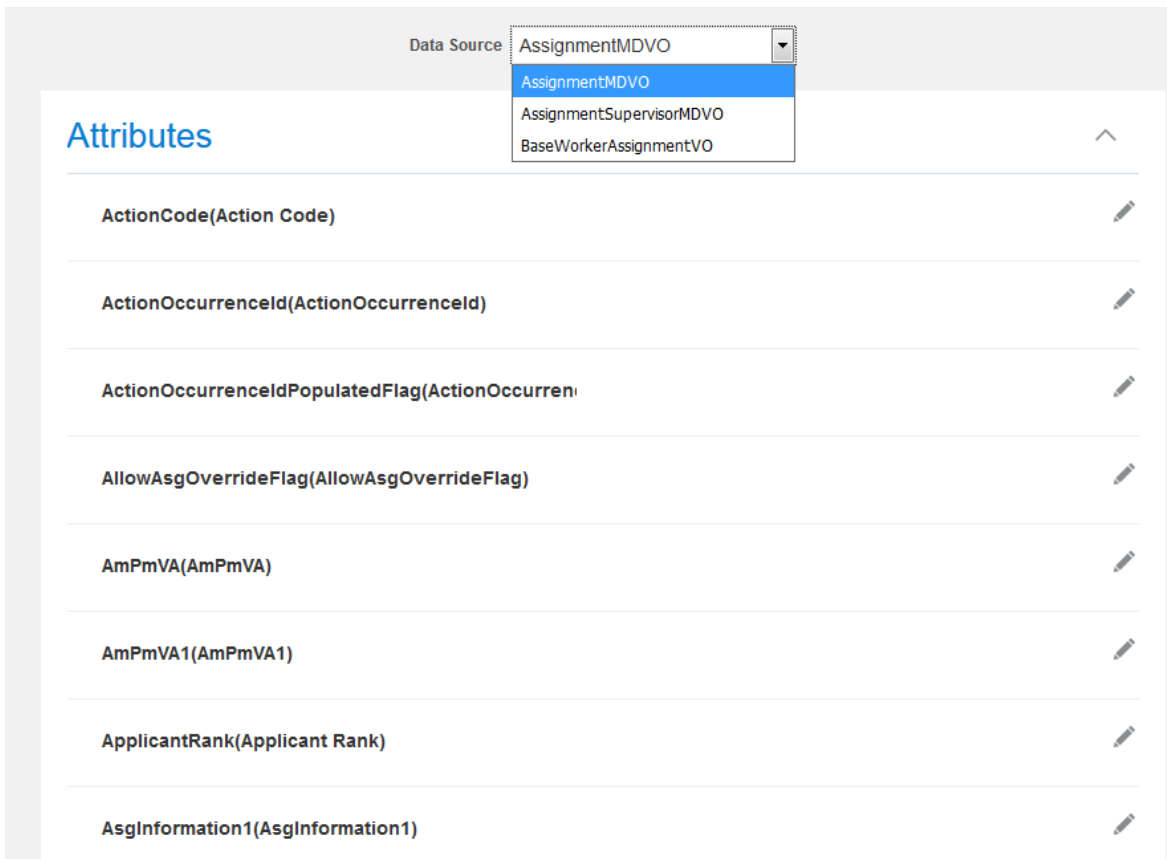 Data Source AssignmentMDVO
AssignmentMDVO
AssignmentSupervisorMDVO
BaseWorkerAssignmentVO
Attributes
ActionCode(Action Code)
ActionOccurrenceId(ActionOccurrenceId)
ActionOccurrenceIdPopulatedFlag(ActionOccurren
AllowAsgOverrideFlag(AllowAsgOverrideFlag)
AmPmVA(AmPmVA)
AmPmVA1(AmPmVA1)
ApplicantRank(Applicant Rank)
AsgInformation1(AsgInformation1)